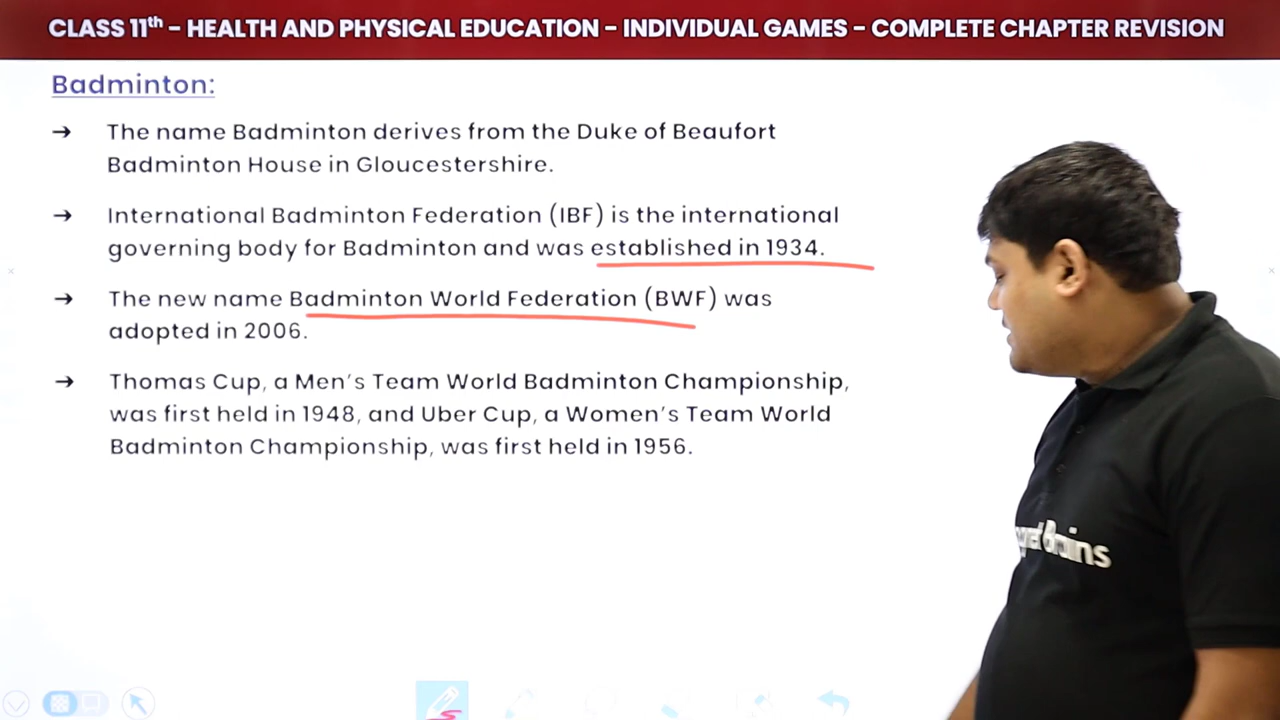 CLASS 11th – HEALTH AND PHYSICAL EDUCATION – INDIVIDUAL GAMES – COMPLETE CHAPTER REVISION
Badminton:
→ The name Badminton derives from the Duke of Beaufort
Badminton House in Gloucestershire.
→ International Badminton Federation (IBF) is the international
governing body for Badminton and was established in 1934.
→ The new name Badminton World Federation (BWF) was
adopted in 2006.
→ Thomas Cup, a Men's Team World Badminton Championship,
was first held in 1948, and Uber Cup, a Women's Team World
Badminton Championship, was first held in 1956.